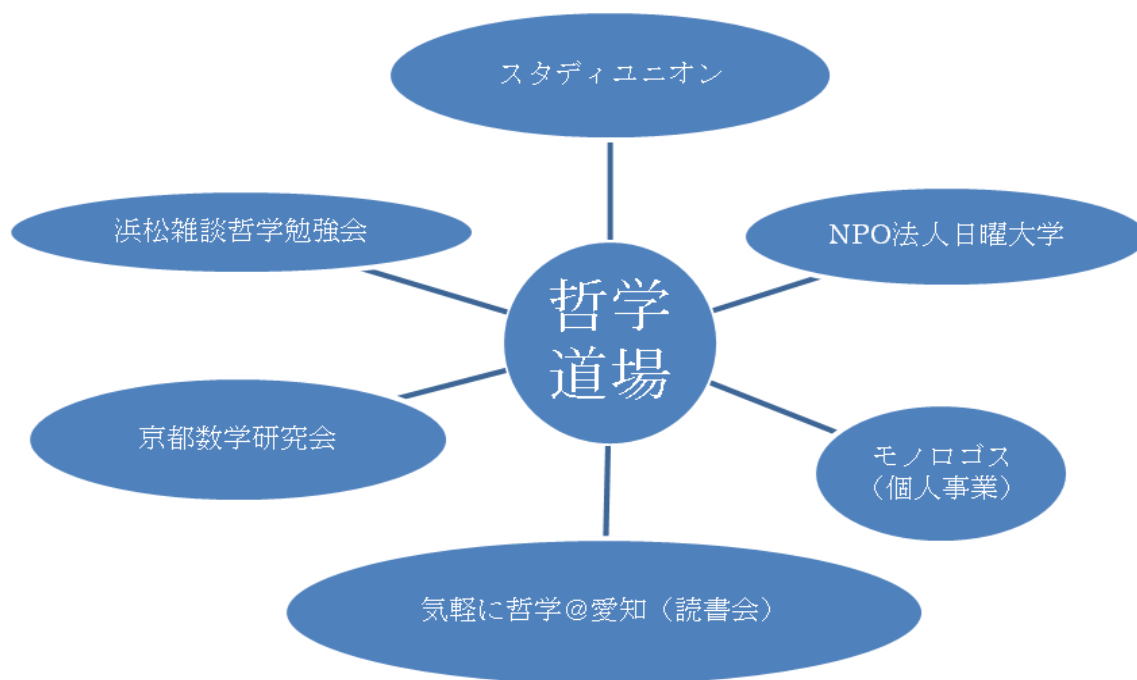 スタディユニオン
浜松雑談哲学勉強会
NPO法人日曜大学
哲学
道場
京都数学研究会
モノロゴス
（個人事業）
気軽に哲学＠愛知（読書会）